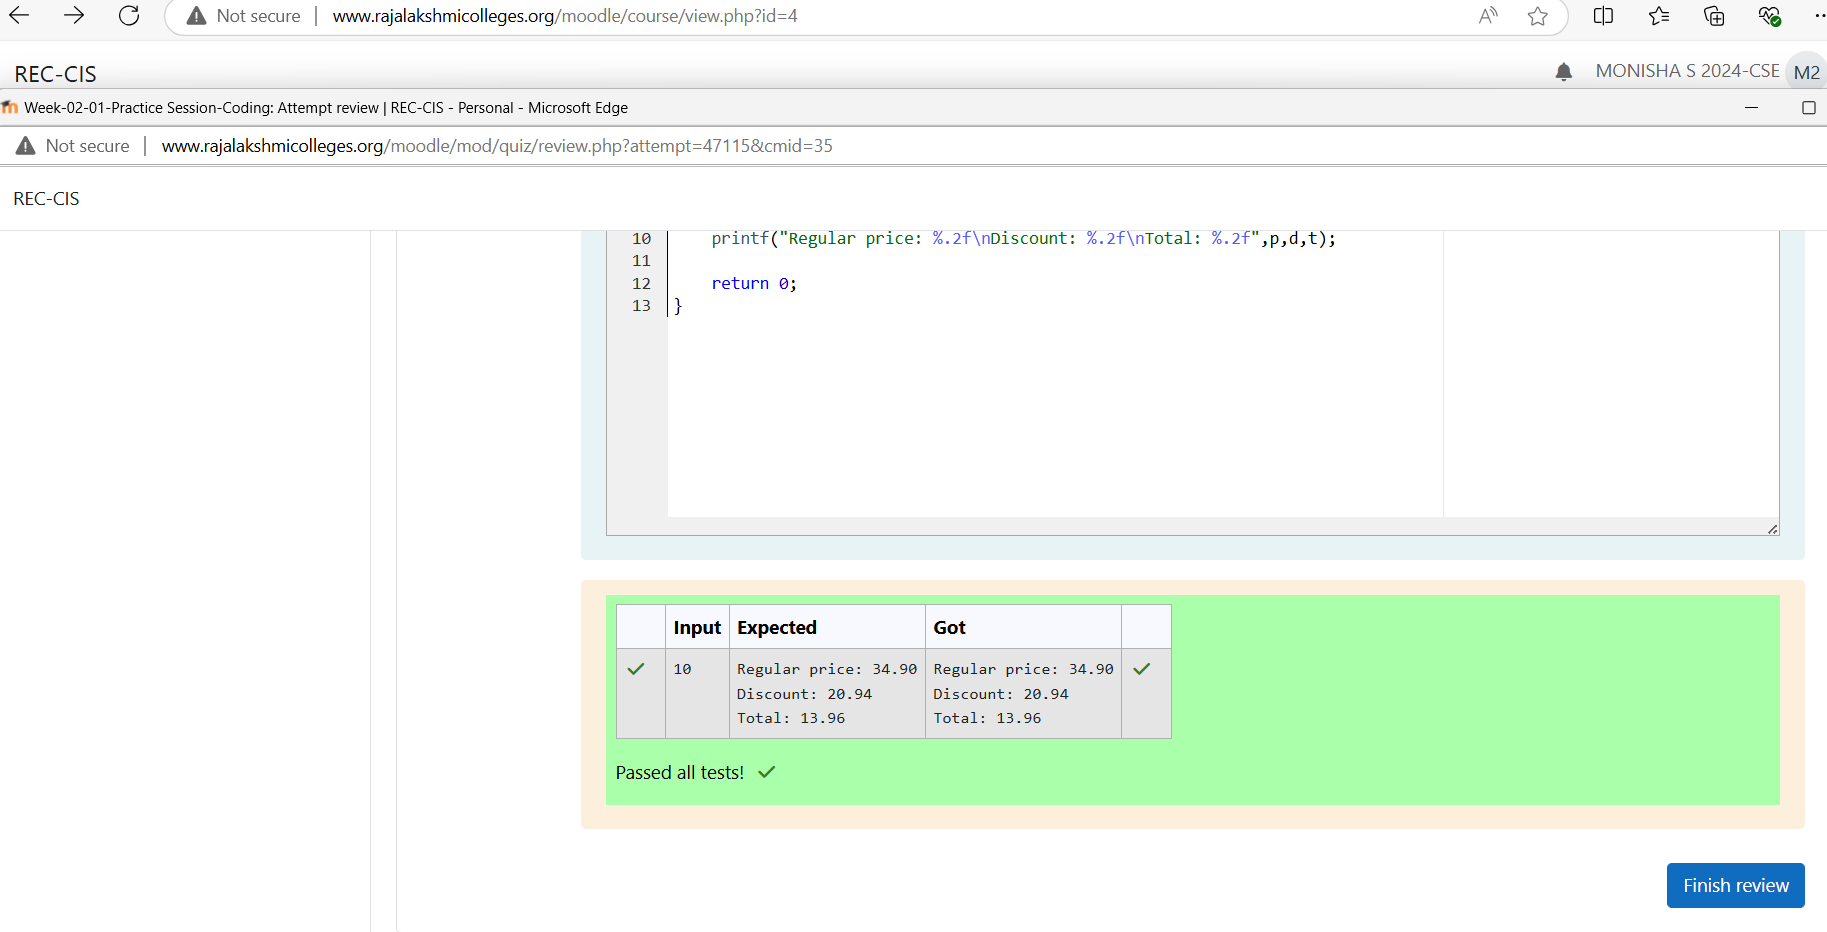 Not secure | www.rajalakshmicolleges.org/moodle/course/view.php?id=4
REC-CIS
MONISHA S 2024-CSE M2
Week-02-01-Practice Session-Coding: Attempt review | REC-CIS - Personal - Microsoft Edge
Not secure | www.rajalakshmicolleges.org/moodle/mod/quiz/review.php?attempt=47115&cmid=35
REC-CIS
10 printf("Regular price: %.2f\nDiscount: %.2f\nTotal: %.2f",p,d,t);
11
12 return 0;
13 }
Input Expected Got
10 Regular price: 34.90 Regular price: 34.90
Discount: 20.94 Discount: 20.94
Total: 13.96 Total: 13.96
Passed all tests!
Finish review